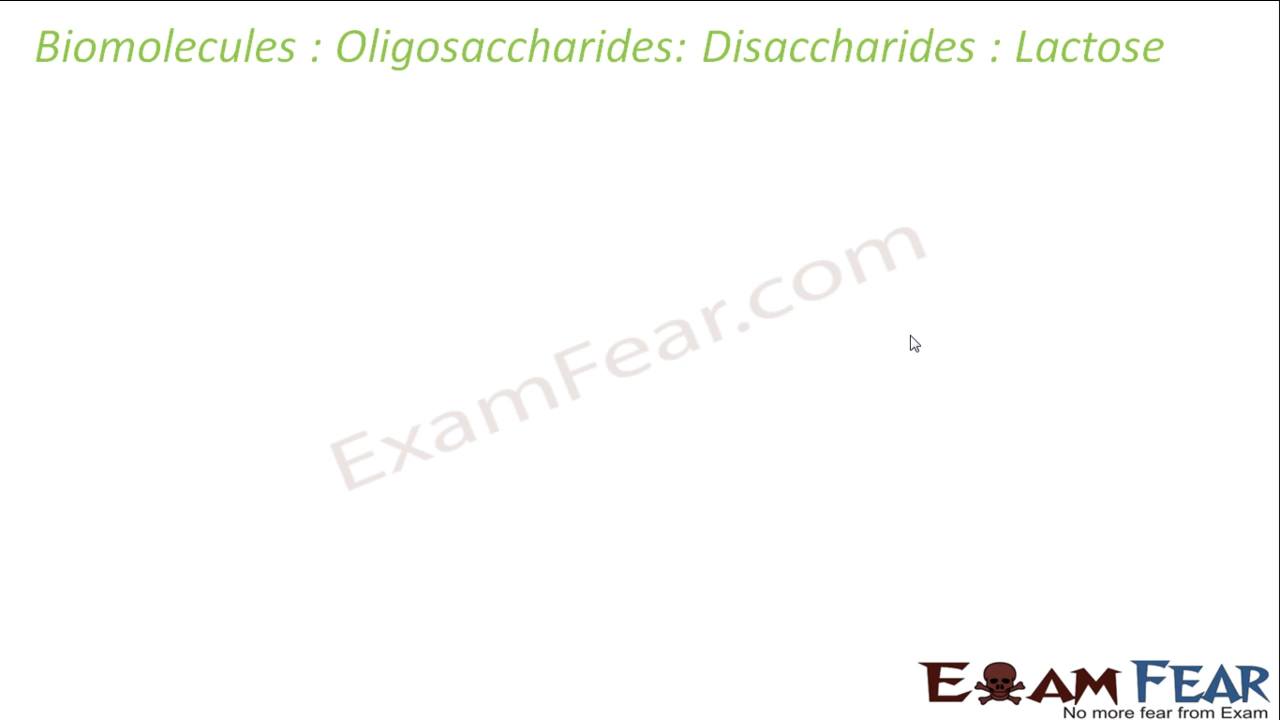 Biomolecules : Oligosaccharides: Disaccharides : Lactose
ExamFear.com
EXAM FEAR
No more fear from Exam